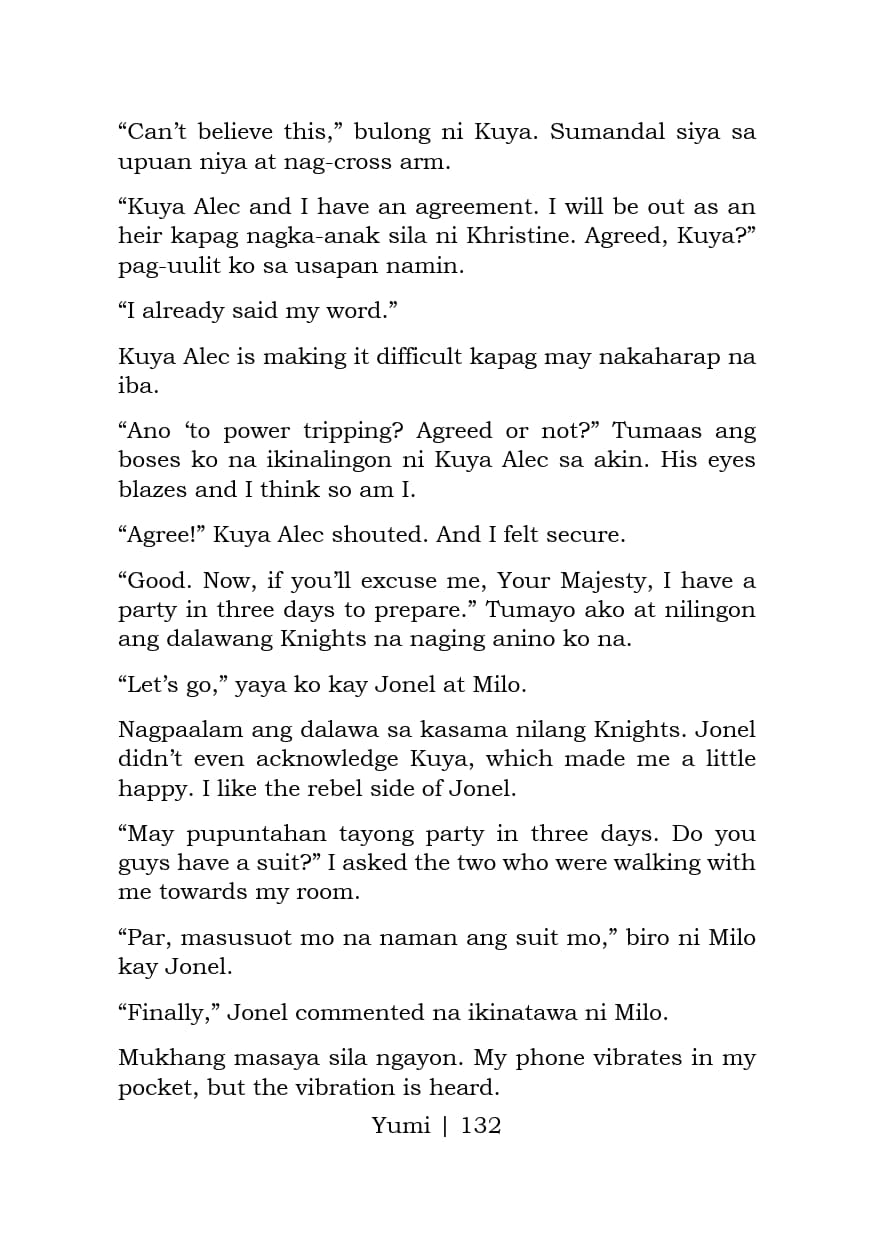 “Can’t believe this,” bulong ni Kuya. Sumandal siya sa
upuan niya at nag-cross arm.
“Kuya Alec and I have an agreement. I will be out as an
heir kapag nagka-anak sila ni Khristine. Agreed, Kuya?”
pag-uulit ko sa usapan namin.
“I already said my word.”
Kuya Alec is making it difficult kapag may nakaharap na
iba.
“Ano ‘to power tripping? Agreed or not?” Tumaas ang
boses ko na ikinalingon ni Kuya Alec sa akin. His eyes
blazes and I think so am I.
“Agree!” Kuya Alec shouted. And I felt secure.
“Good. Now, if you’ll excuse me, Your Majesty, I have a
party in three days to prepare.” Tumayo ako at nilingon
ang dalawang Knights na naging anino ko na.
“Let’s go,” yaya ko kay Jonel at Milo.
Nagpaalam ang dalawa sa kasama nilang Knights. Jonel
didn’t even acknowledge Kuya, which made me a little
happy. I like the rebel side of Jonel.
“May pupuntahan tayong party in three days. Do you
guys have a suit?” I asked the two who were walking with
me towards my room.
“Par, masusuot mo na naman ang suit mo,” biro ni Milo
kay Jonel.
“Finally,” Jonel commented na ikinatawa ni Milo.
Mukhang masaya sila ngayon. My phone vibrates in my
pocket, but the vibration is heard.
Yumi | 132